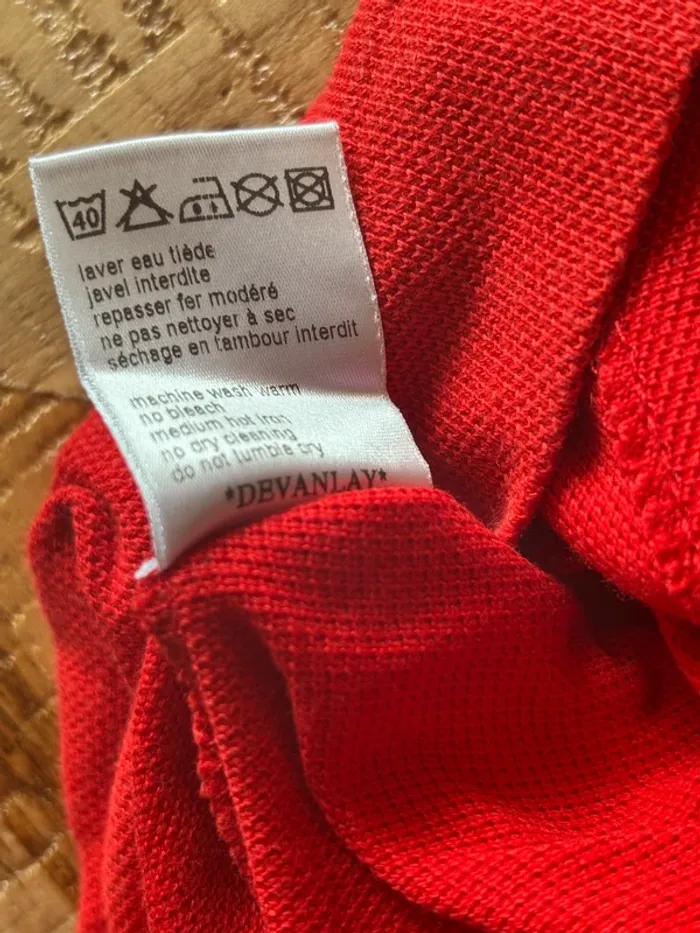 40
laver eau tiède
javel interdite
repasser fer modéré
ne pas nettoyer à sec
séchage en tambour interdit
machine wash warm
no bleach
medium hot iron
no dry cleaning
do not tumble dry
*DEVANLAY*